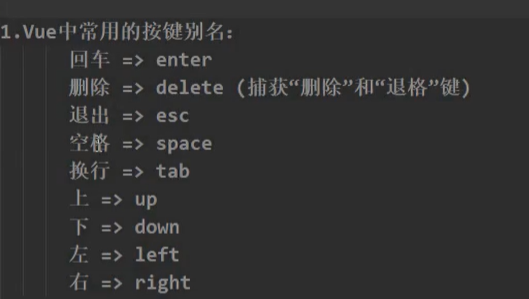 1.Vue中常用的按键别名：
回车 => enter
删除 => delete (捕获“删除”和“退格”键)
退出 => esc
空格 => space
换行 => tab
上 => up
下 => down
左 => left
右 => right